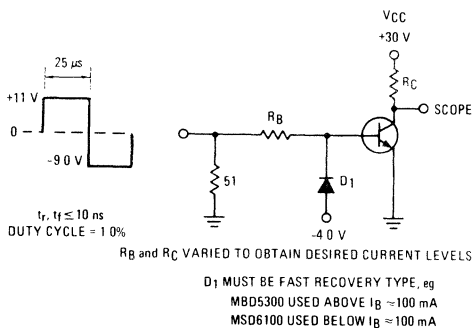 VCC
+30 V
25 μs
RC
SCOPE
+11 V
RB
0
-9 0 V
51
D1
-4 0 V
tr, tf ≤ 10 ns
DUTY CYCLE = 1 0%
RB and RC VARIED TO OBTAIN DESIRED CURRENT LEVELS
D1 MUST BE FAST RECOVERY TYPE, eg
MBD5300 USED ABOVE IB ≈ 100 mA
MSD6100 USED BELOW IB ≈ 100 mA